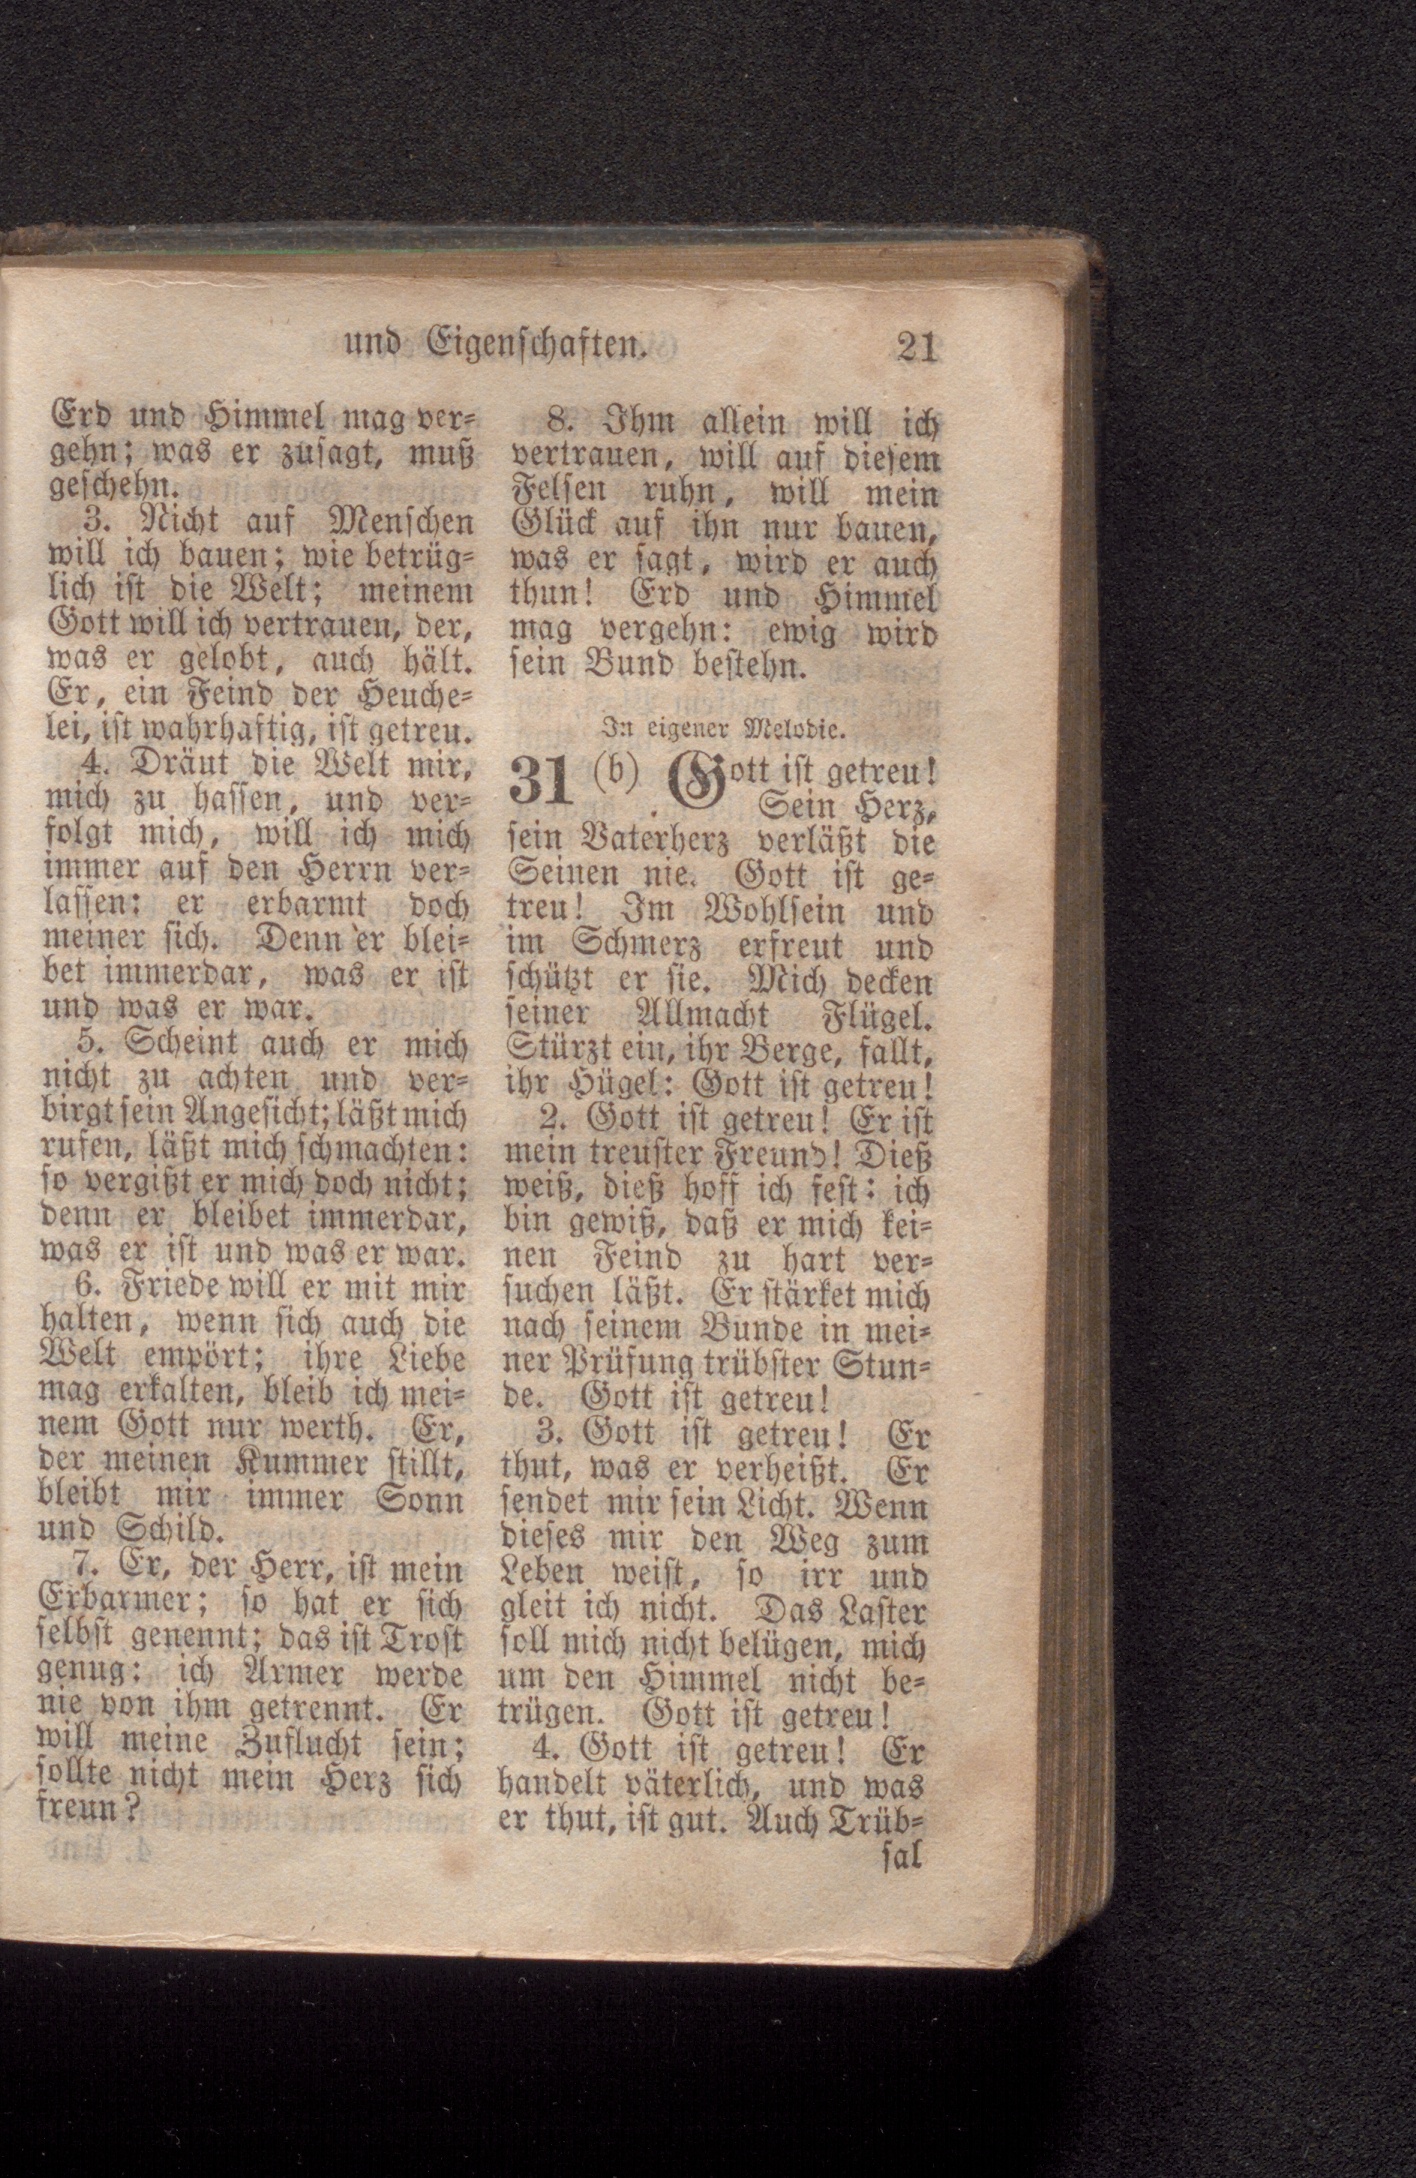 und Eigenschaften.
21
Erd und Himmel mag ver-
gehn; was er zusagt, muß
geschehn.
3. Nicht auf Menschen
will ich bauen; wie betrüg-
lich ist die Welt; meinem
Gott will ich vertrauen, der,
was er gelobt, auch hält.
Er, ein Feind der Heuche-
lei, ist wahrhaftig, ist getreu.
4. Dräut die Welt mir,
mich zu hassen, und ver-
folgt mich, will ich mich
immer auf den Herrn ver-
lassen: er erbarmt doch
meiner sich. Denn er blei-
bet immerdar, was er ist
und was er war.
5. Scheint auch er mich
nicht zu achten und ver-
birgt sein Angesicht; läßt mich
rufen, läßt mich schmachten:
so vergißt er mich doch nicht;
denn er bleibet immerdar,
was er ist und was er war.
6. Friede will er mit mir
halten, wenn sich auch die
Welt empört; ihre Liebe
mag erkalten, bleib ich mei-
nem Gott nur werth. Er,
der meinen Kummer stillt,
bleibt mir immer Sonn
und Schild.
7. Er, der Herr, ist mein
Erbarmer; so hat er sich
selbst genennt; das ist Trost
genug: ich Armer werde
nie von ihm getrennt. Er
will meine Zuflucht sein;
sollte nicht mein Herz sich
freun?
8. Ihm allein will ich
vertrauen, will auf diesem
Felsen ruhn, will mein
Glück auf ihn nur bauen,
was er sagt, wird er auch
thun! Erd und Himmel
mag vergehn: ewig wird
sein Bund bestehn.
In eigener Melodie.
31 (b) Gott ist getreu!
Sein Herz,
sein Vaterherz verläßt die
Seinen nie. Gott ist ge-
treu! Im Wohlsein und
im Schmerz erfreut und
schützt er sie. Mich decken
seiner Allmacht Flügel.
Stürzt ein, ihr Berge, fallt,
ihr Hügel: Gott ist getreu!
2. Gott ist getreu! Er ist
mein treuster Freund! Dieß
weiß, dieß hoff ich fest: ich
bin gewiß, daß er mich kei-
nen Feind zu hart ver-
suchen läßt. Er stärket mich
nach seinem Bunde in mei-
ner Prüfung trübster Stun-
de. Gott ist getreu!
3. Gott ist getreu! Er
thut, was er verheißt. Er
sendet mir sein Licht. Wenn
dieses mir den Weg zum
Leben weist, so irr und
gleit ich nicht. Das Laster
soll mich nicht belügen, mich
um den Himmel nicht be-
trügen. Gott ist getreu!
4. Gott ist getreu! Er
handelt väterlich, und was
er thut, ist gut. Auch Trüb-
sal